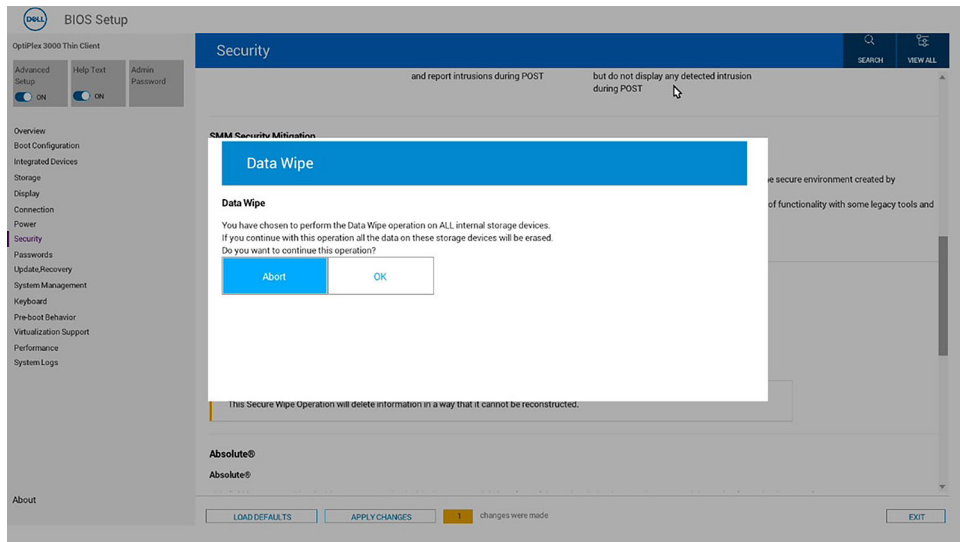 DELL
BIOS Setup
OptiPlex 3000 Thin Client
Advanced Setup
ON
Help Text
ON
Admin Password
Overview
Boot Configuration
Integrated Devices
Storage
Display
Connection
Power
Security
Passwords
Update,Recovery
System Management
Keyboard
Pre-boot Behavior
Virtualization Support
Performance
System Logs
About
Security
SEARCH
VIEW ALL
and report intrusions during POST
but do not display any detected intrusion
during POST
SMM Security Mitigation
e secure environment created by
of functionality with some legacy tools and
Data Wipe
Data Wipe
You have chosen to perform the Data Wipe operation on ALL internal storage devices.
If you continue with this operation all the data on these storage devices will be erased.
Do you want to continue this operation?
Abort
OK
This Secure Wipe Operation will delete information in a way that it cannot be reconstructed.
Absolute®
Absolute®
LOAD DEFAULTS
APPLY CHANGES
1
changes were made
EXIT